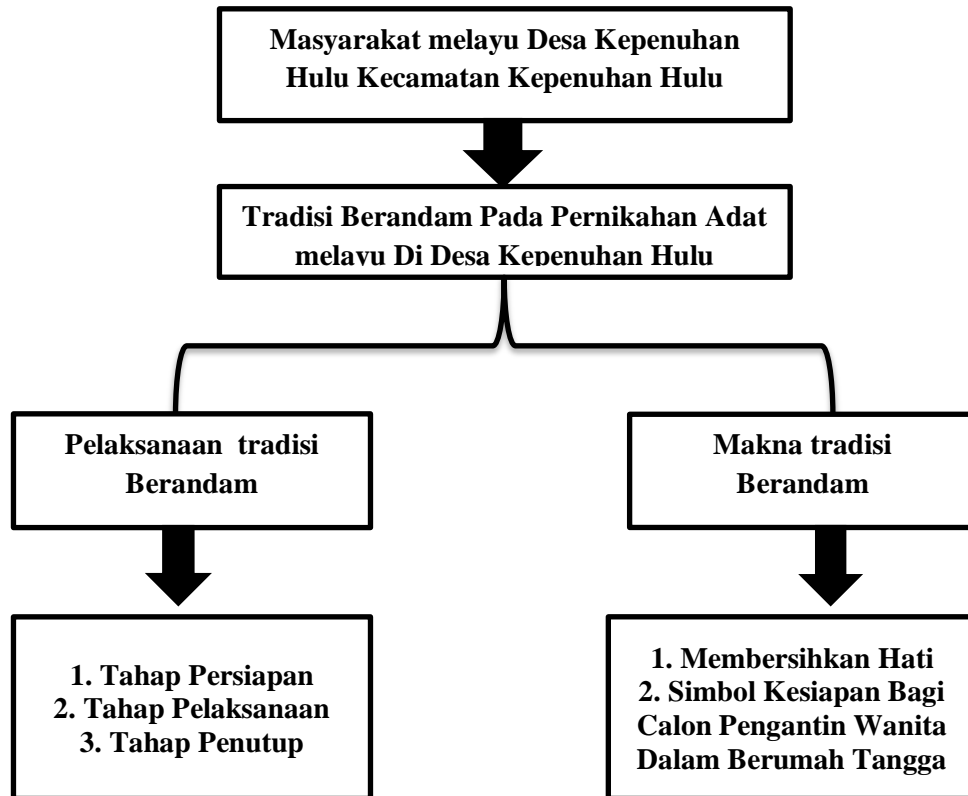 Masyarakat melayu Desa Kepenuhan
Hulu Kecamatan Kepenuhan Hulu
Tradisi Berandam Pada Pernikahan Adat
melayu Di Desa Kepenuhan Hulu
Pelaksanaan tradisi
Berandam
Makna tradisi
Berandam
1. Tahap Persiapan
2. Tahap Pelaksanaan
3. Tahap Penutup
1. Membersihkan Hati
2. Simbol Kesiapan Bagi
Calon Pengantin Wanita
Dalam Berumah Tangga